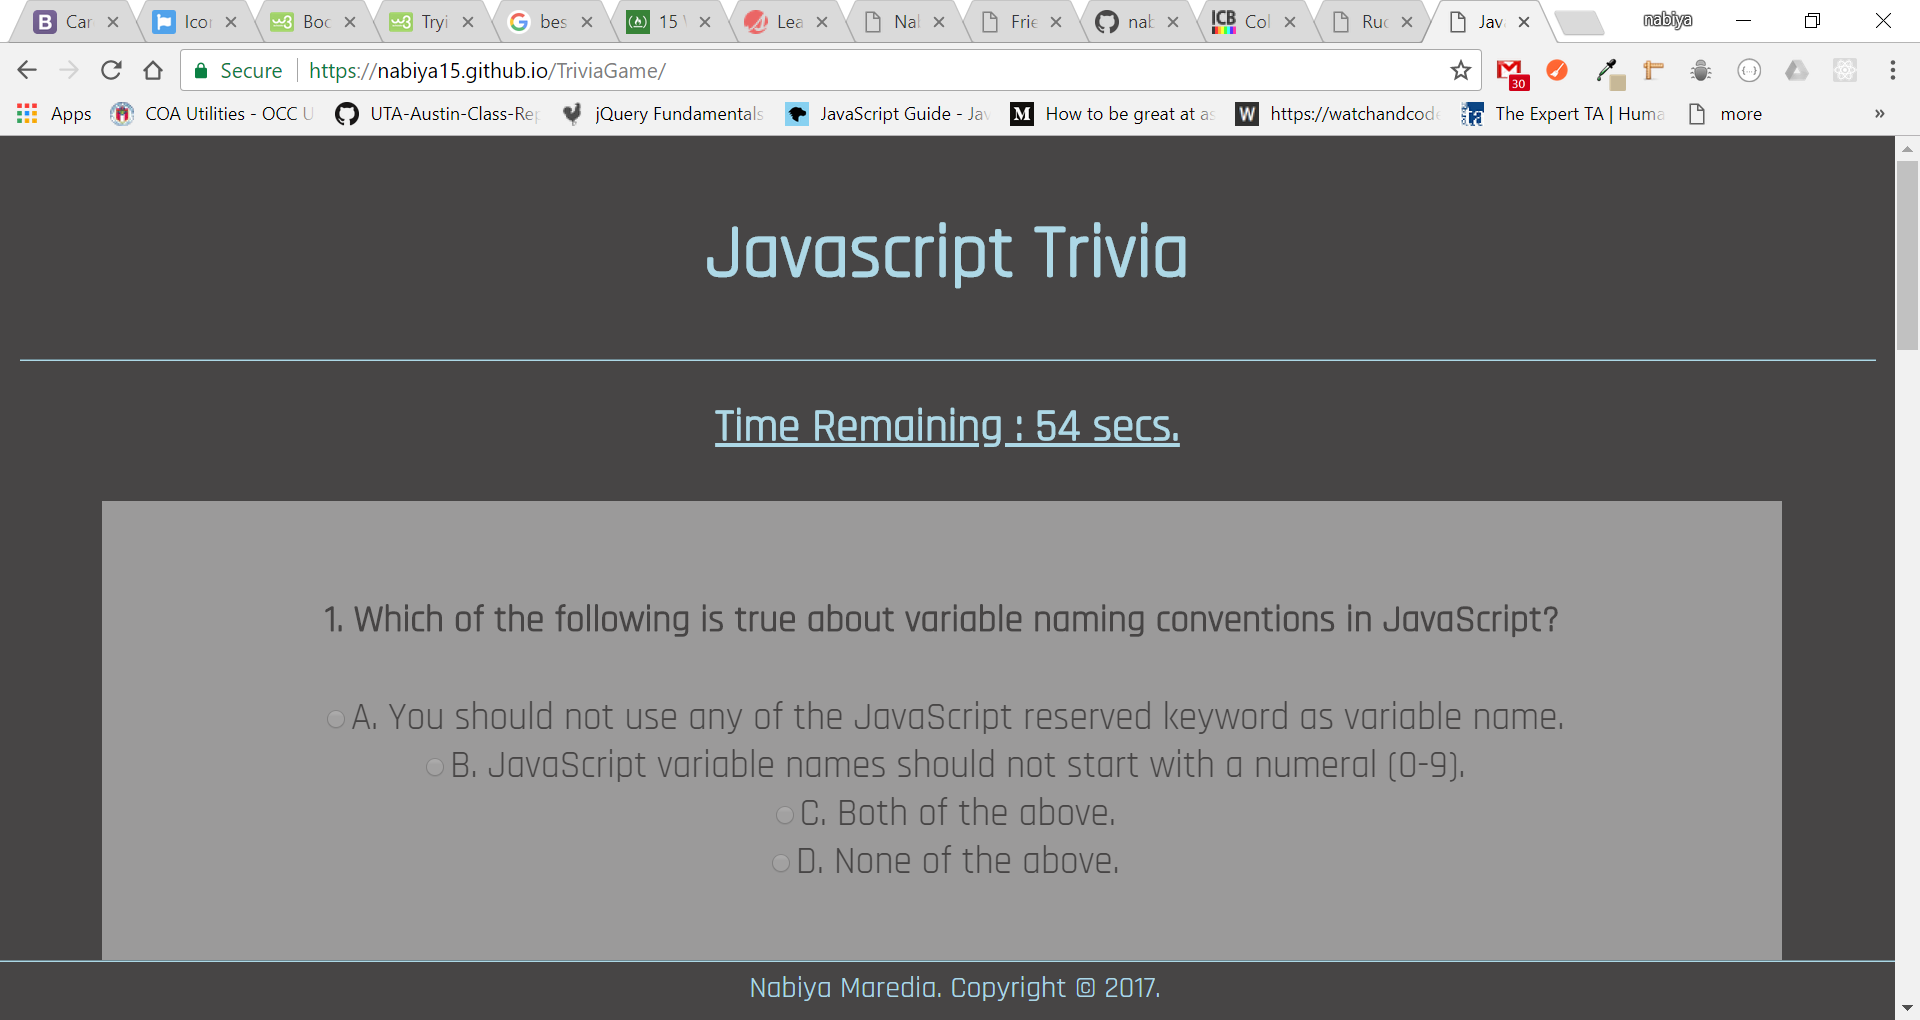 Car
Icor
Boc
Tryi
bes
15
Lea
Nal
Frie
nab
ICB Col
Ruc
Jav
nabiya
Secure https://nabiya15.github.io/TriviaGame/
30
Apps COA Utilities - OCC U UTA-Austin-Class-Rep jQuery Fundamentals JavaScript Guide - Jav How to be great at as https://watchandcode The Expert TA | Huma more »
Javascript Trivia
Time Remaining : 54 secs.
1. Which of the following is true about variable naming conventions in JavaScript?
A. You should not use any of the JavaScript reserved keyword as variable name.
B. JavaScript variable names should not start with a numeral (0-9).
C. Both of the above.
D. None of the above.
Nabiya Maredia. Copyright © 2017.